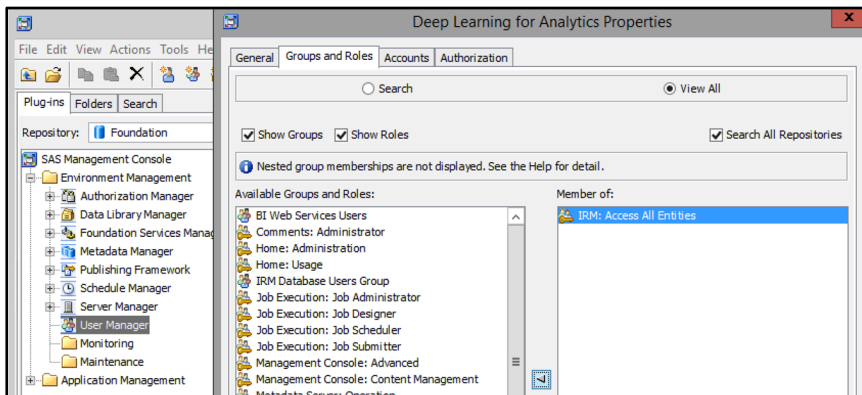 Deep Learning for Analytics Properties
x
File Edit View Actions Tools He
Plug-ins Folders Search
Repository: Foundation
SAS Management Console
Environment Management
Authorization Manager
Data Library Manager
Foundation Services Manag
Metadata Manager
Publishing Framework
Schedule Manager
Server Manager
User Manager
Monitoring
Maintenance
Application Management
General Groups and Roles Accounts Authorization
Search View All
Show Groups Show Roles Search All Repositories
Nested group memberships are not displayed. See the Help for detail.
Available Groups and Roles:
BI Web Services Users
Comments: Administrator
Home: Administration
Home: Usage
IRM Database Users Group
Job Execution: Job Administrator
Job Execution: Job Designer
Job Execution: Job Scheduler
Job Execution: Job Submitter
Management Console: Advanced
Management Console: Content Management
Metadata Server: Operation
Member of:
IRM: Access All Entities